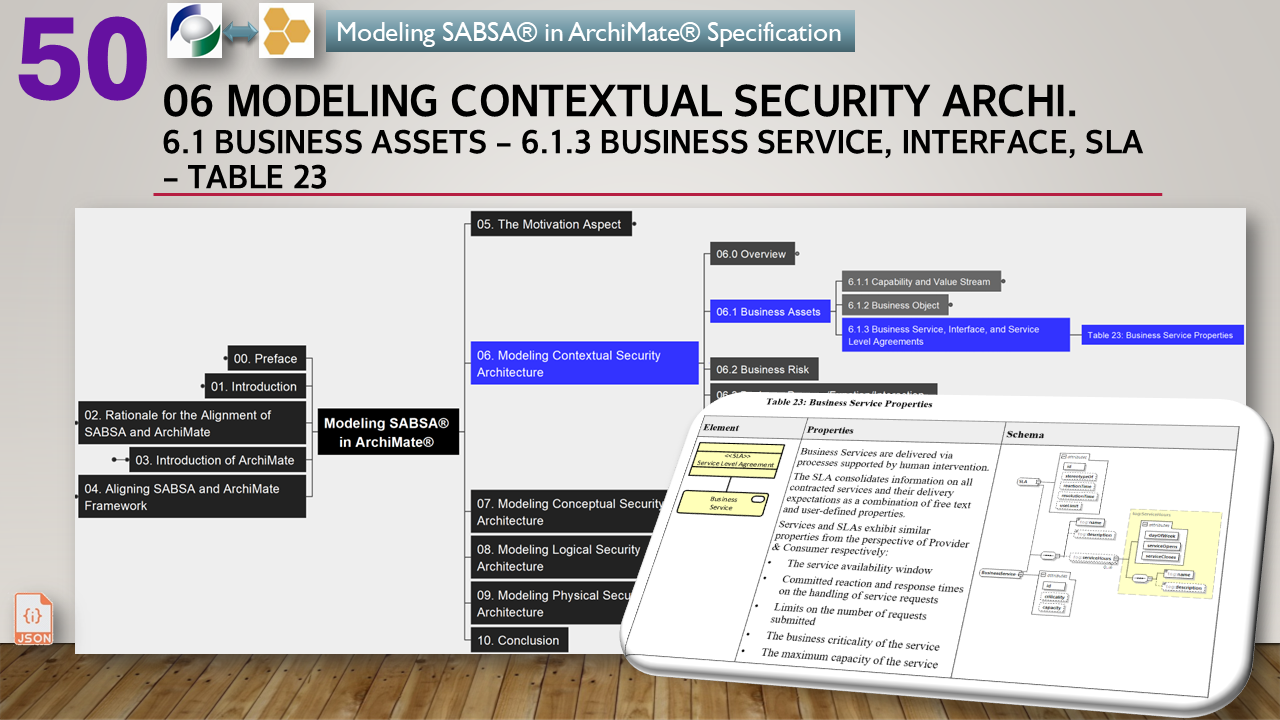 50
Modeling SABSA® in ArchiMate® Specification
06 MODELING CONTEXTUAL SECURITY ARCHI.
6.1 BUSINESS ASSETS – 6.1.3 BUSINESS SERVICE, INTERFACE, SLA
– TABLE 23
05. The Motivation Aspect
06.0 Overview
6.1.1 Capability and Value Stream
06.1 Business Assets
6.1.2 Business Object
6.1.3 Business Service, Interface, and Service
Level Agreements
Table 23: Business Service Properties
06. Modeling Contextual Security
Architecture
06.2 Business Risk
00. Preface
01. Introduction
02. Rationale for the Alignment of
SABSA and ArchiMate
Modeling SABSA®
in ArchiMate®
03. Introduction of ArchiMate
04. Aligning SABSA and ArchiMate
Framework
07. Modeling Conceptual Security
Architecture
08. Modeling Logical Security
Architecture
09. Modeling Physical Secu
Architecture
10. Conclusion
{i}
JSON
Table 23: Business Service Properties
Element
Properties
Schema
<<SLA>>
Service Level Agreement
Business
Service
Business Services are delivered via
processes supported by human intervention.
The SLA consolidates information on all
contracted services and their delivery
expectations as a combination of free text
and user-defined properties.
Services and SLAs exhibit similar
properties from the perspective of Provider
& Consumer respectively
• The service availability window
• Committed reaction and response times
on the handling of service requests
• Limits on the number of requests
submitted
• The business criticality of the service
• The maximum capacity of the service
SLA
attributes
id
stereotypeOf
reactionTime
resolutionTime
userLimit
name
description
serviceHours
BusinessService
attributes
id
criticality
capacity
attributes
dayOfWeek
serviceOpens
serviceCloses
name
description